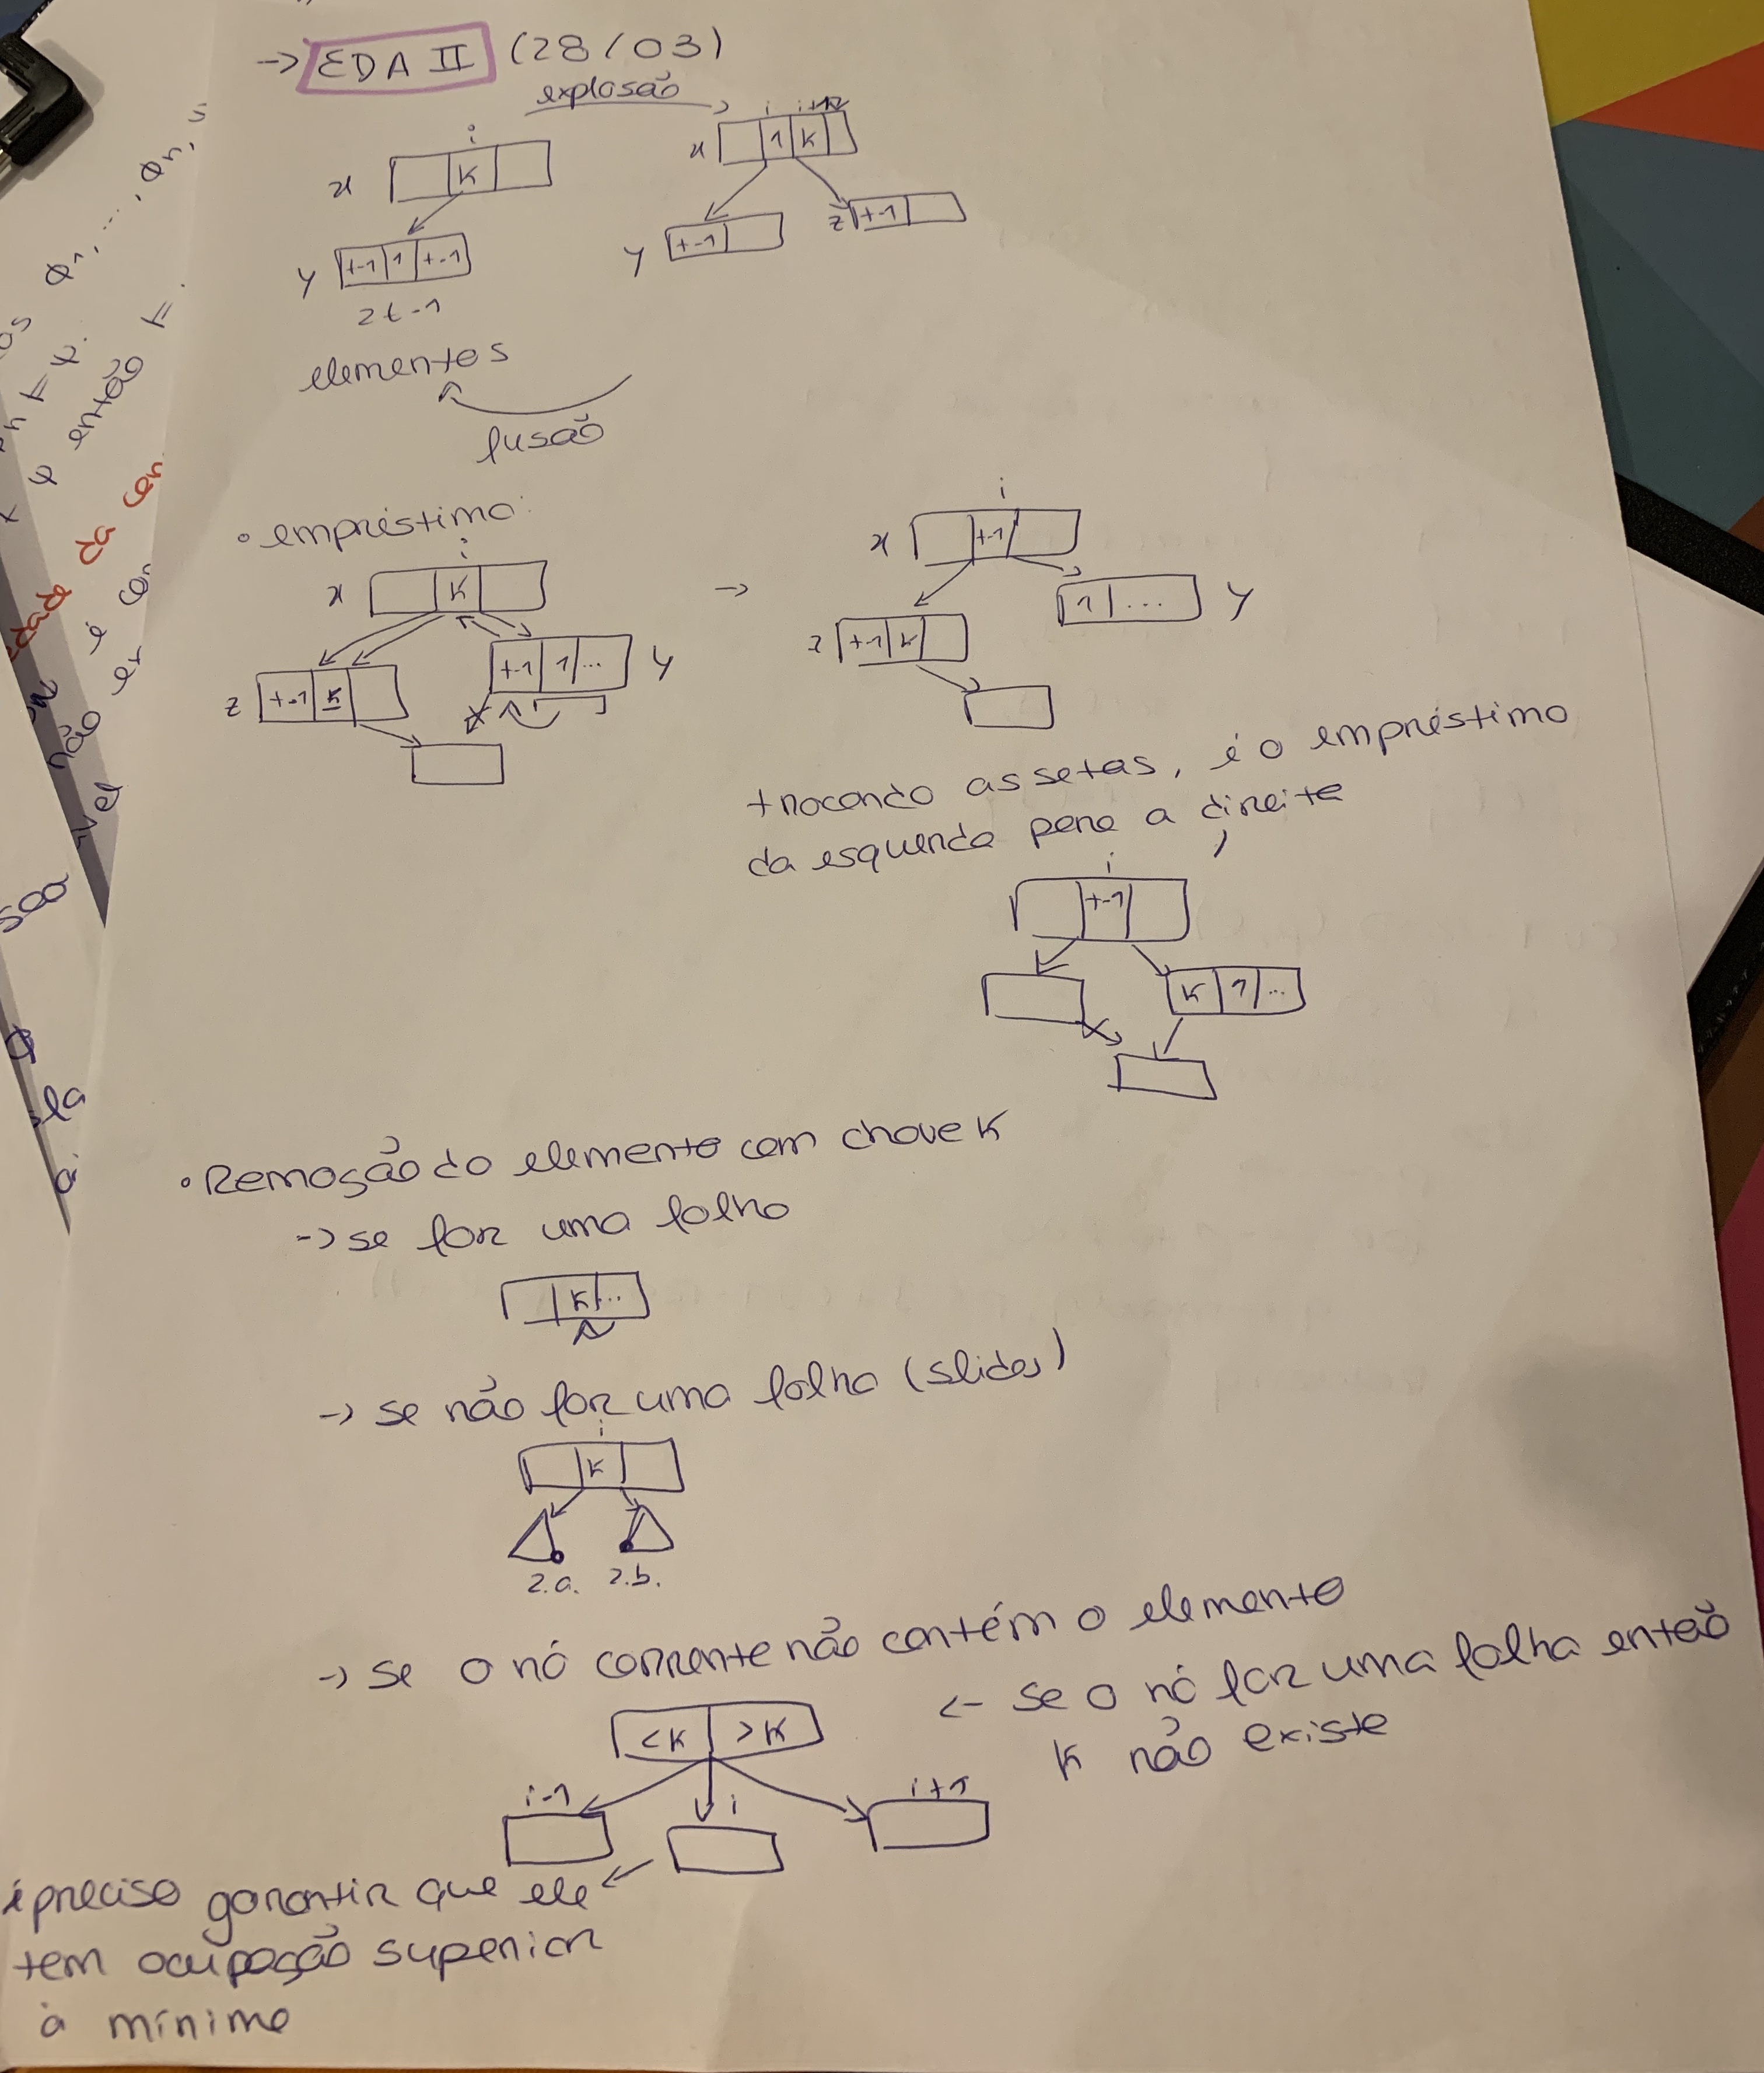 -> EDA II (28/03)
explosão
i
i i+1
x k
x 1 k
y t-1 1 t-1
y t-1
z t-1
2t-1
elementos
fusão
• empréstimo:
i
x k
->
z t-1 k
t-1 1 ... y
i
x t-1
z t-1 k
1 ... y
trocando as setas, é o empréstimo
da esquerda para a direita
i
t-1
k 1 ...
• Remoção do elemento com chave k
-> se for uma folha
k ...
-> se não for uma folha (slides)
i
k
2.a. 2.b.
-> se o nó corrente não contém o elemento
<k >k
<- se o nó for uma folha então
k não existe
i-1 i i+1
é preciso garantir que ele
tem ocupação superior
à mínima